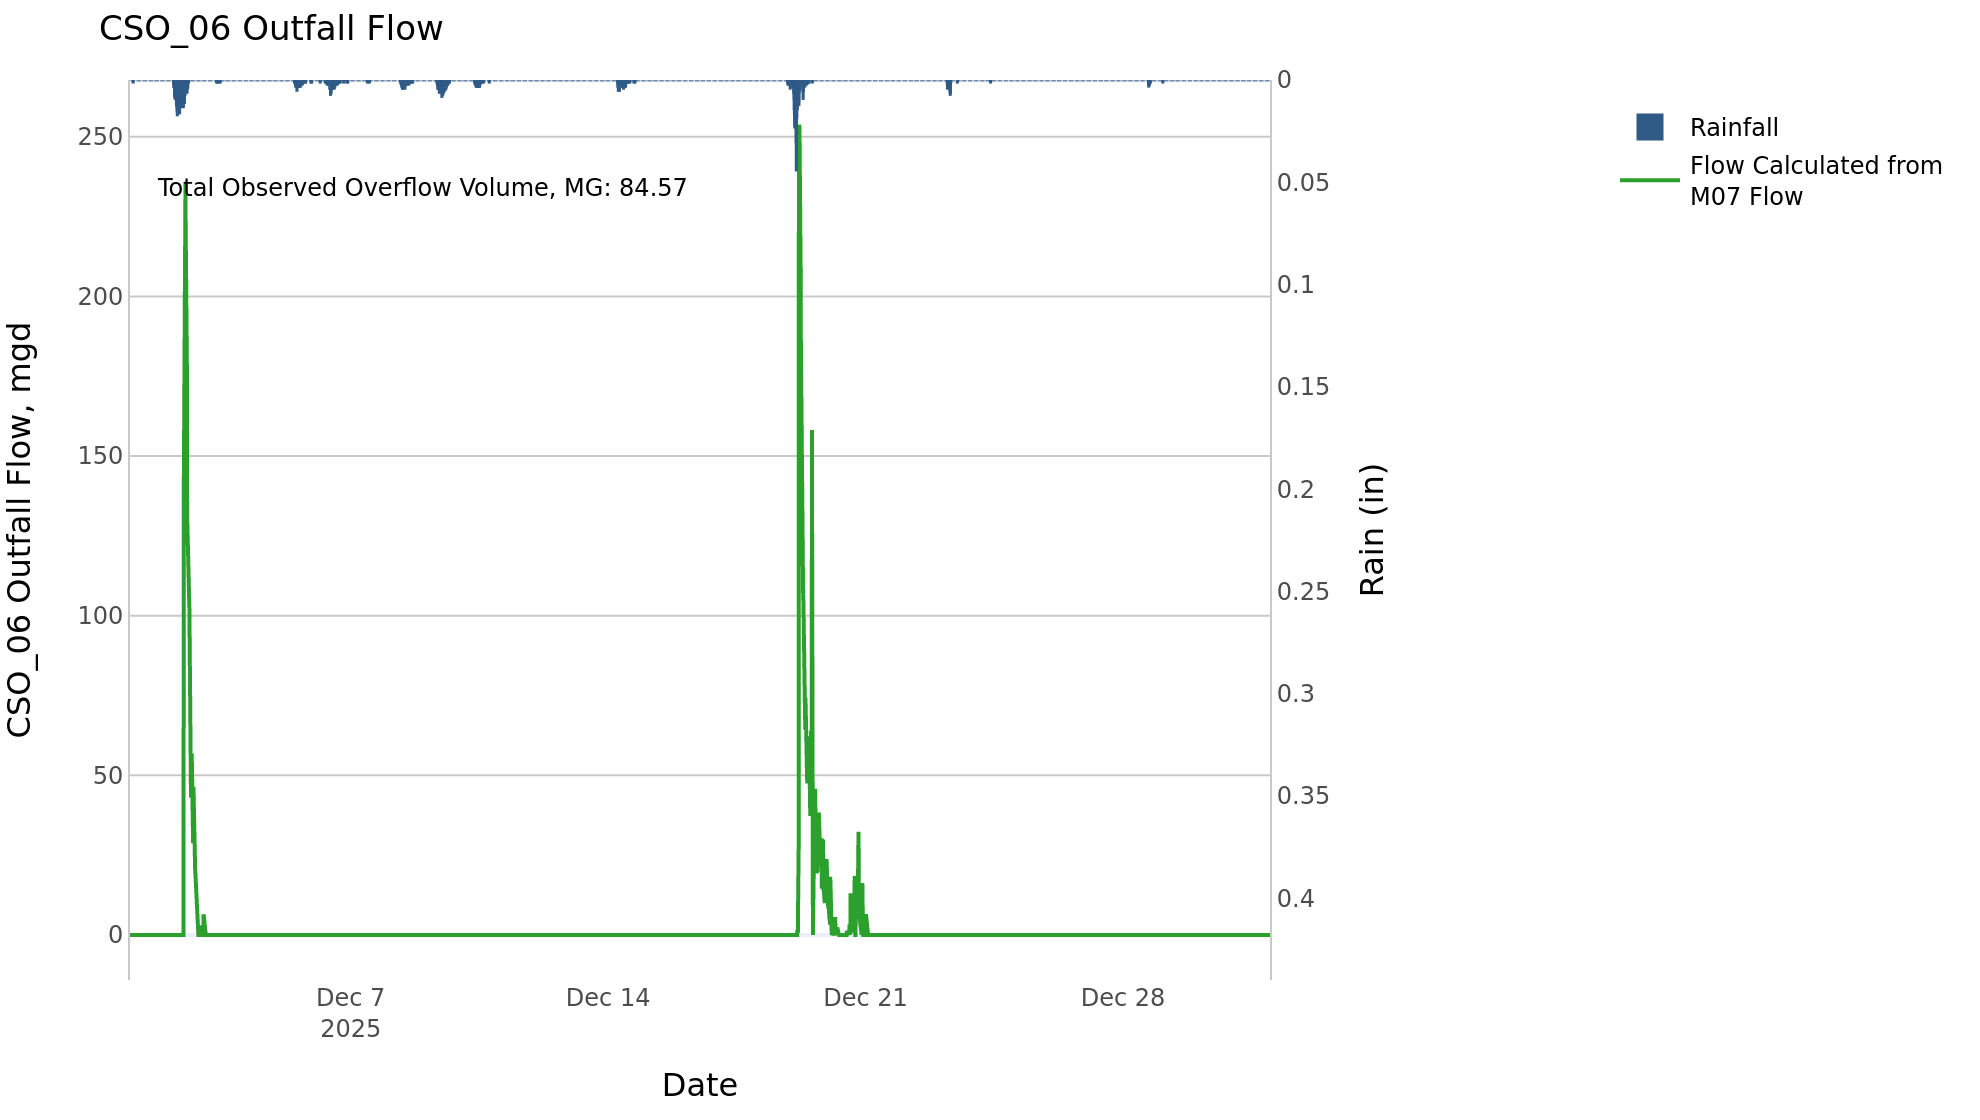 CSO_06 Outfall Flow
Total Observed Overflow Volume, MG: 84.57
CSO_06 Outfall Flow, mgd
250
200
150
100
50
0
0
0.05
0.1
0.15
0.2
0.25
0.3
0.35
0.4
Rain (in)
Dec 7
2025
Dec 14
Dec 21
Dec 28
Date
Rainfall
Flow Calculated from
M07 Flow